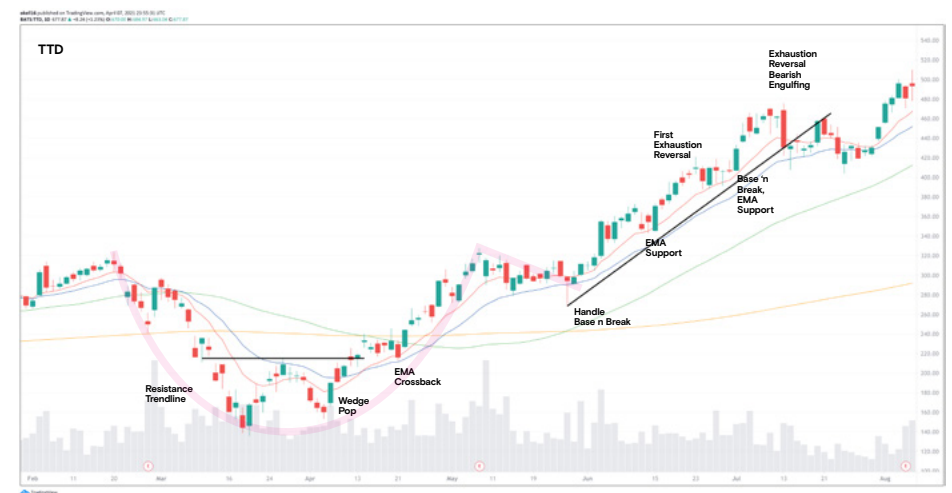 TTD
Exhaustion
Reversal
Bearish
Engulfing
First
Exhaustion
Reversal
Base 'n
Break,
EMA
Support
EMA
Support
Handle
Base n Break
EMA
Crossback
Wedge
Pop
Resistance
Trendline
540.00
520.00
500.00
480.00
460.00
440.00
420.00
400.00
380.00
360.00
340.00
320.00
300.00
280.00
260.00
240.00
220.00
200.00
180.00
160.00
140.00
120.00
100.00
Feb 11 20 Mar 16 24 Apr 13 21 May 11 19 Jun 15 23 Jul 13 21 Aug
TradingView